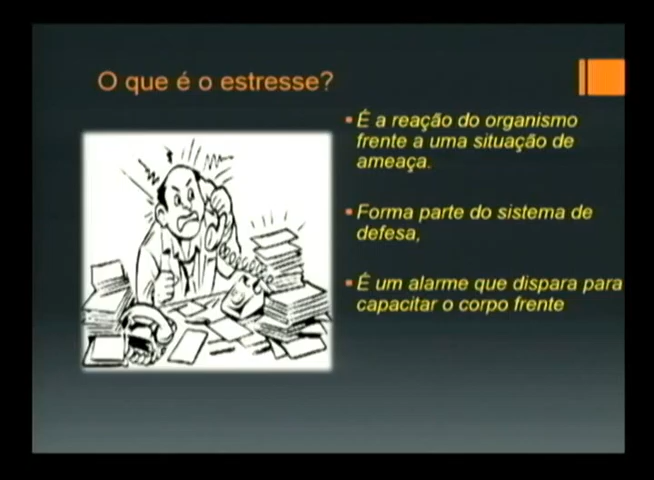 O que é o estresse?
É a reação do organismo
frente a uma situação de
ameaça.
Forma parte do sistema de
defesa,
É um alarme que dispara para
capacitar o corpo frente